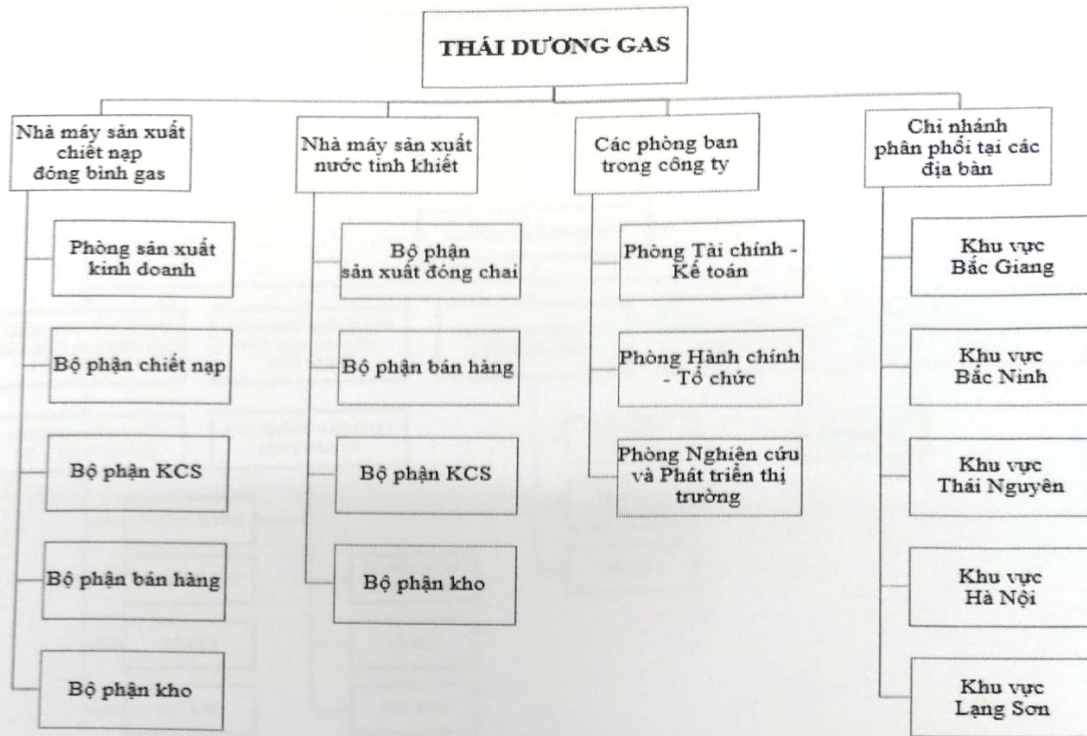 THÁI DƯƠNG GAS
Nhà máy sản xuất
chiết nạp
đóng bình gas
Phòng sản xuất
kinh doanh
Bộ phận chiết nạp
Bộ phận KCS
Bộ phận bán hàng
Bộ phận kho
Nhà máy sản xuất
nước tinh khiết
Bộ phận
sản xuất đóng chai
Bộ phận bán hàng
Bộ phận KCS
Bộ phận kho
Các phòng ban
trong công ty
Phòng Tài chính -
Kế toán
Phòng Hành chính
- Tổ chức
Phòng Nghiên cứu
và Phát triển thị
trường
Chi nhánh
phân phối tại các
địa bàn
Khu vực
Bắc Giang
Khu vực
Bắc Ninh
Khu vực
Thái Nguyên
Khu vực
Hà Nội
Khu vực
Lạng Sơn